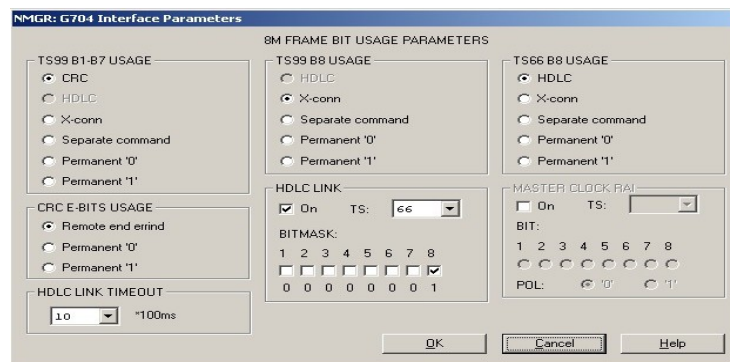 NMGR: G704 Interface Parameters
8M FRAME BIT USAGE PARAMETERS
TS99 B1-B7 USAGE
CRC
HDLC
X-conn
Separate command
Permanent '0'
Permanent '1'
CRC E-BITS USAGE
Remote end errind
Permanent '0'
Permanent '1'
HDLC LINK TIMEOUT
10 *100ms
TS99 B8 USAGE
HDLC
X-conn
Separate command
Permanent '0'
Permanent '1'
HDLC LINK
On TS: 66
BITMASK:
1 2 3 4 5 6 7 8
0 0 0 0 0 0 0 1
TS66 B8 USAGE
HDLC
X-conn
Separate command
Permanent '0'
Permanent '1'
MASTER CLOCK RAI
On TS:
BIT:
1 2 3 4 5 6 7 8
POL: '0' '1'
OK Cancel Help